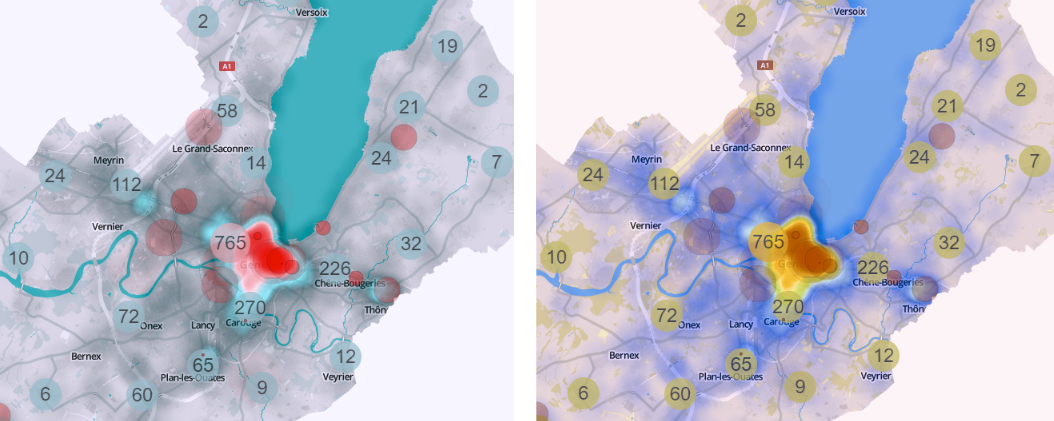 Versoix
2
19
A1
2
58
21
Le Grand-Saconnex
Meyrin
14
24
7
24
112
Vernier
765
32
10
226
Chêne-Bougeries
270
Thôn
72
Onex
Lancy
Carouge
Bernex
12
65
Plan-les-Ouates
Veyrier
6
60
9
Versoix
2
19
A1
2
58
21
Le Grand-Saconnex
Meyrin
14
24
7
24
112
Vernier
765
32
10
226
Chêne-Bougeries
270
Thôn
72
Onex
Lancy
Carouge
Bernex
12
65
Plan-les-Ouates
Veyrier
6
60
9